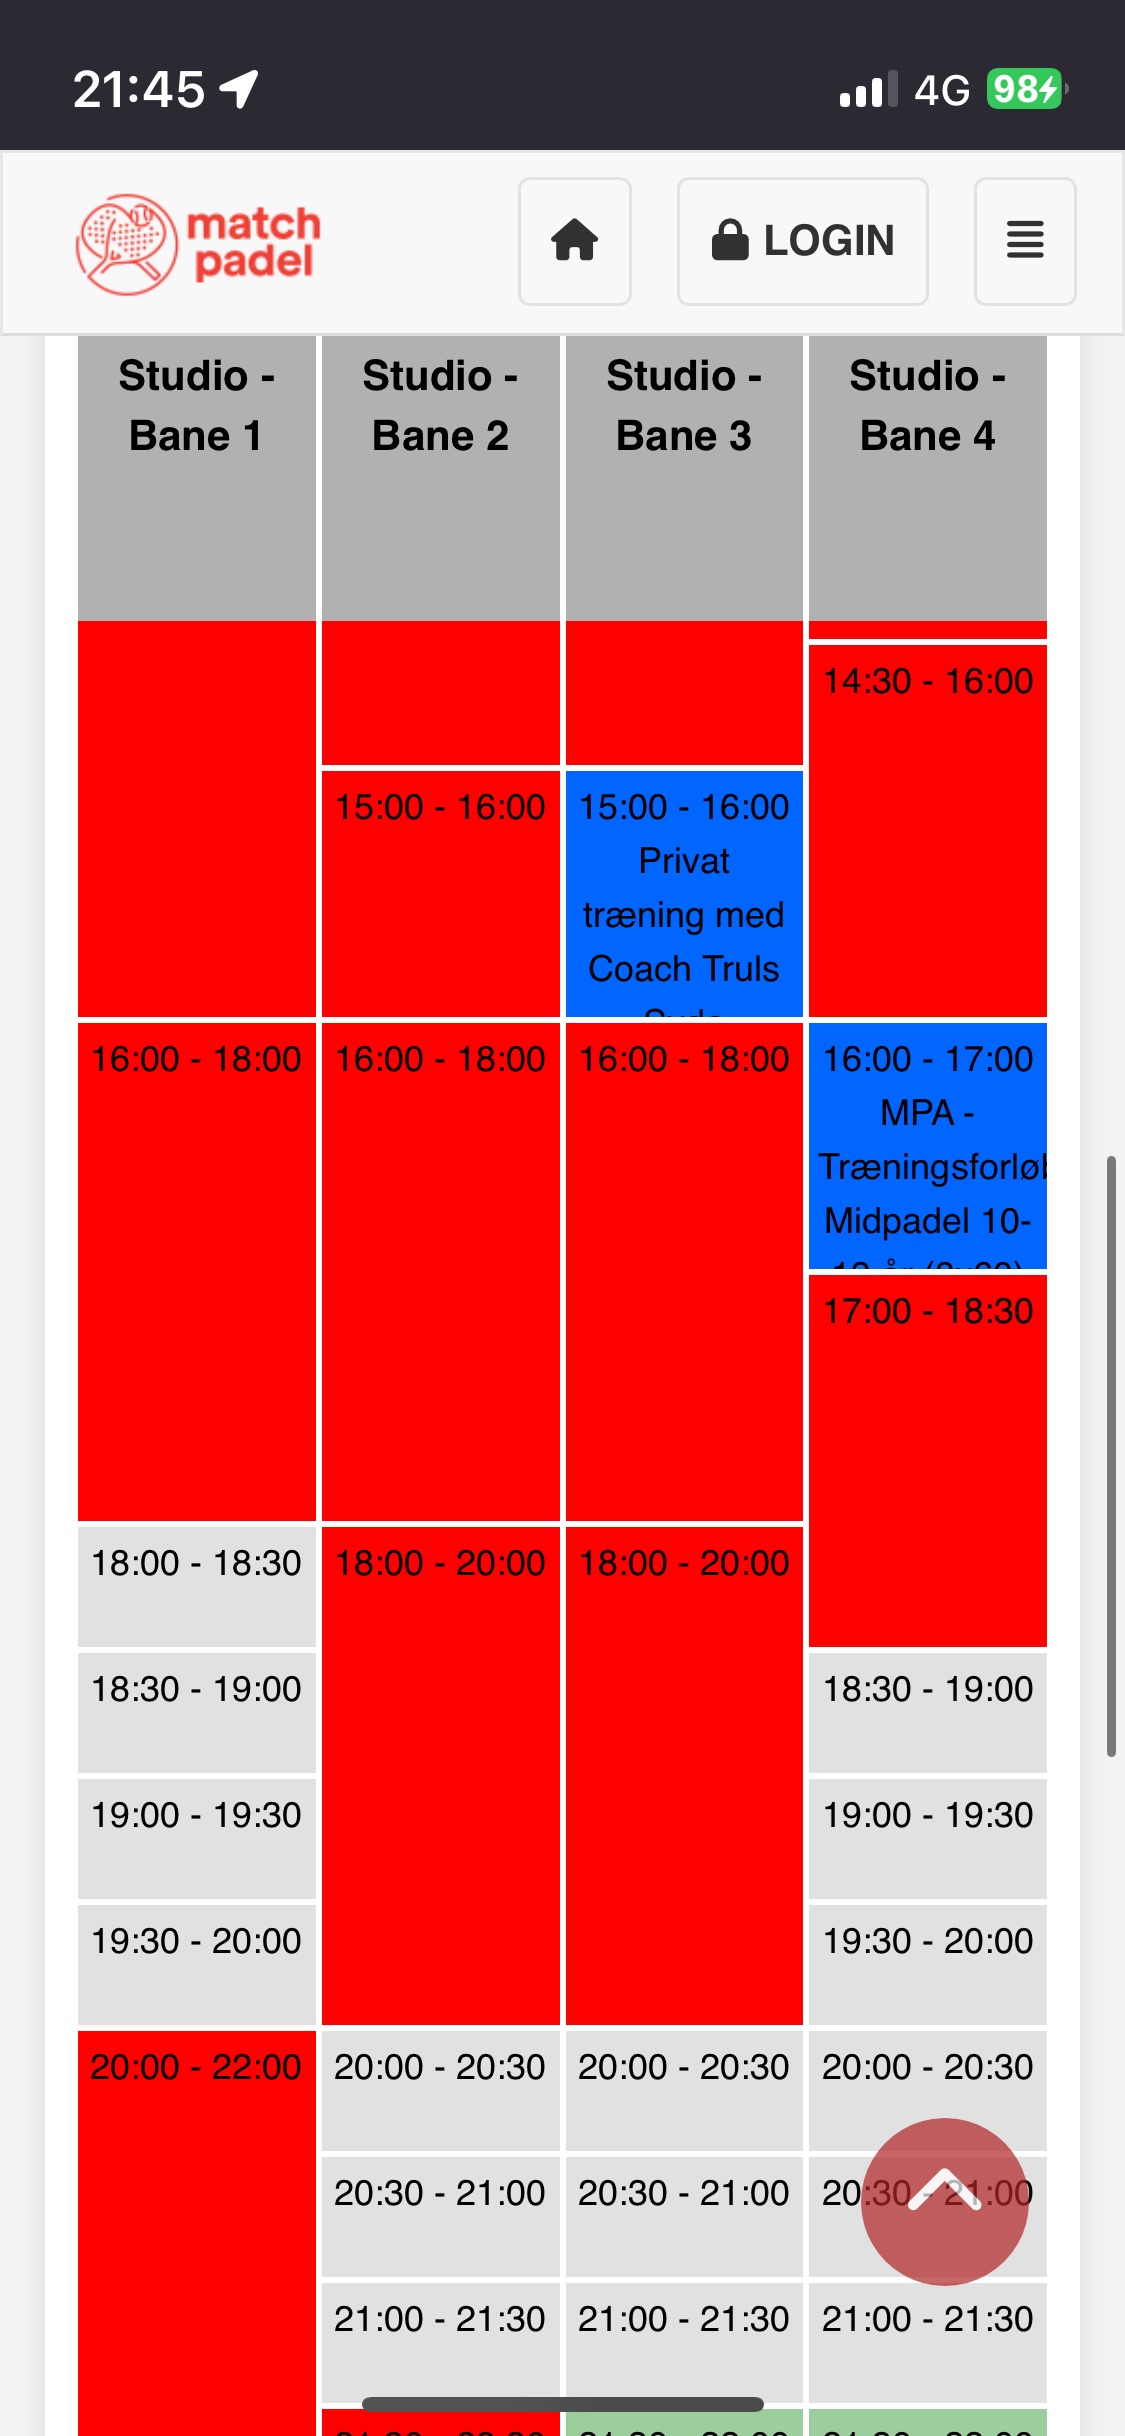 21:45
4G
98
match
padel
LOGIN
Studio -
Bane 1
Studio -
Bane 2
Studio -
Bane 3
Studio -
Bane 4
14:30 - 16:00
15:00 - 16:00
15:00 - 16:00
Privat
træning med
Coach Truls
16:00 - 18:00
16:00 - 18:00
16:00 - 18:00
16:00 - 17:00
MPA -
Træningsforløb
Midpadel 10-
17:00 - 18:30
18:00 - 18:30
18:00 - 20:00
18:00 - 20:00
18:30 - 19:00
18:30 - 19:00
19:00 - 19:30
19:00 - 19:30
19:30 - 20:00
19:30 - 20:00
20:00 - 22:00
20:00 - 20:30
20:00 - 20:30
20:00 - 20:30
20:30 - 21:00
20:30 - 21:00
20:30 - 21:00
21:00 - 21:30
21:00 - 21:30
21:00 - 21:30